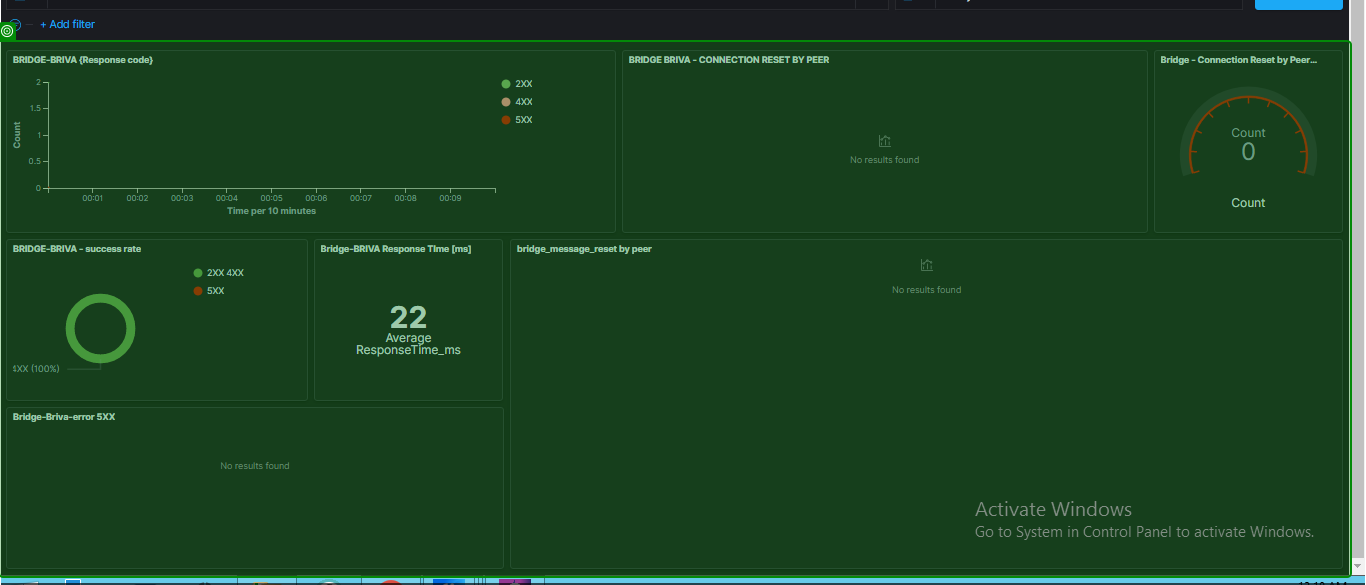 + Add filter
BRIDGE-BRIVA {Response code}
2
1.5
1
0.5
0
Count
00:01 00:02 00:03 00:04 00:05 00:06 00:07 00:08 00:09
Time per 10 minutes
2XX
4XX
5XX
BRIDGE BRIVA - CONNECTION RESET BY PEER
No results found
Bridge - Connection Reset by Peer...
Count
0
Count
BRIDGE-BRIVA - success rate
2XX 4XX
5XX
XX (100%)
Bridge-BRIVA Response Time [ms]
22
Average
ResponseTime_ms
bridge_message_reset by peer
No results found
Bridge-Briva-error 5XX
No results found
Activate Windows
Go to System in Control Panel to activate Windows.